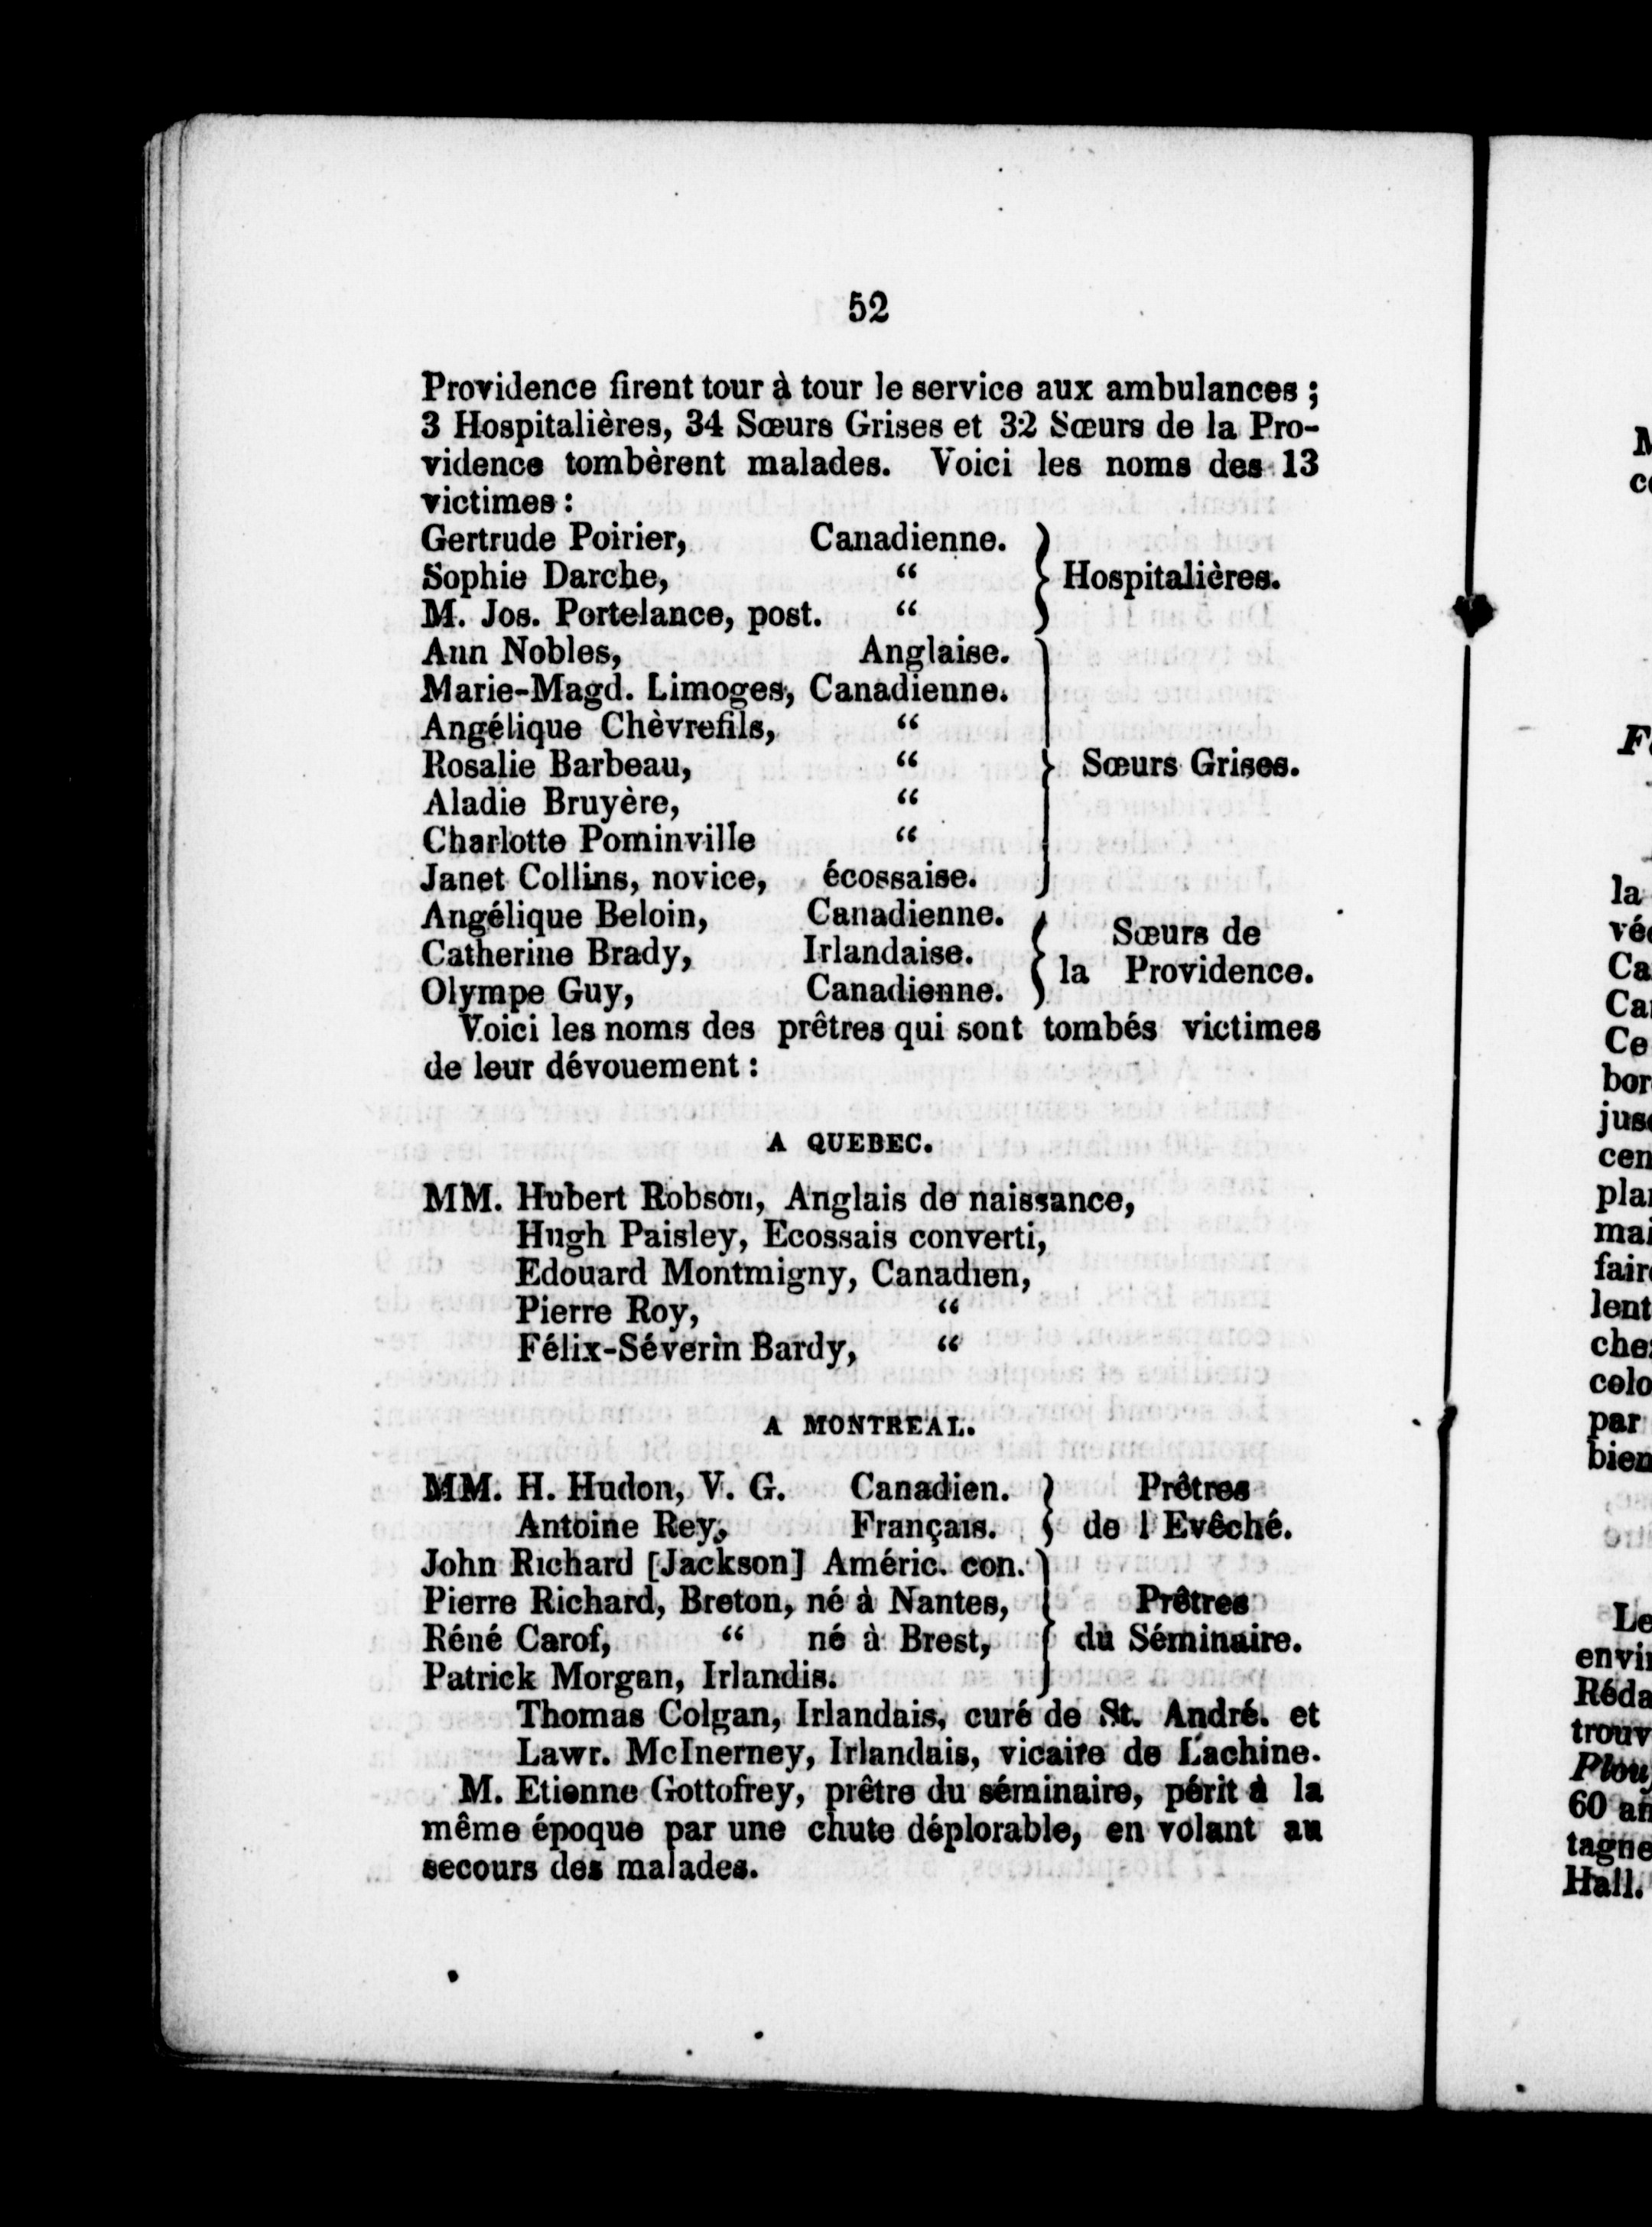 52
Providence firent tour à tour le service aux ambulances ;
3 Hospitalières, 34 Sœurs Grises et 32 Sœurs de la Pro-
vidence tombèrent malades. Voici les noms des 13
victimes :
Gertrude Poirier, Canadienne.
Sophie Darche, “ } Hospitalières.
M. Jos. Portelance, post. “
Ann Nobles, Anglaise.
Marie-Magd. Limoges, Canadienne.
Angélique Chèvrefils, “
Rosalie Barbeau, “ } Sœurs Grises.
Aladie Bruyère, “
Charlotte Pominville “
Janet Collins, novice, écossaise.
Angélique Beloin, Canadienne. Sœurs de
Catherine Brady, Irlandaise. } la Providence.
Olympe Guy, Canadienne.
Voici les noms des prêtres qui sont tombés victimes
de leur dévouement :
A QUEBEC.
MM. Hubert Robson, Anglais de naissance,
Hugh Paisley, Ecossais converti,
Edouard Montmigny, Canadien,
Pierre Roy, “
Félix-Séverin Bardy, “
A MONTREAL.
MM. H. Hudon, V. G. Canadien. } Prêtres
Antoine Rey, Français. de l Evêché.
John Richard [Jackson] Améric. con.
Pierre Richard, Breton, né à Nantes, } Prêtres
Réné Carof, “ né à Brest, du Séminaire.
Patrick Morgan, Irlandis.
Thomas Colgan, Irlandais, curé de St. André. et
Lawr. McInerney, Irlandais, vicaire de Lachine.
M. Etienne Gottofrey, prêtre du séminaire, périt à la
même époque par une chute déplorable, en volant au
secours des malades.
la
Ce
cen
par
bien
Le
60
Hall.